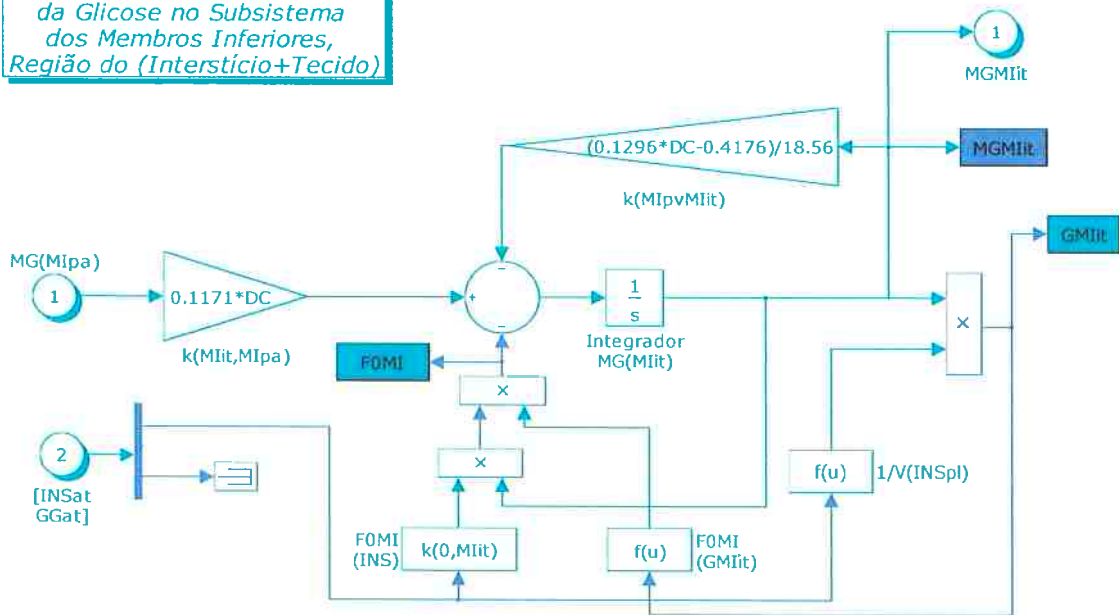 da Glicose no Subsistema
dos Membros Inferiores,
Região do (Interstício+Tecido)
1
MGMIit
(0.1296*DC-0.4176)/18.56
MGMIit
k(MIpvMIit)
GMIit
MG(MIpa)
1
0.1171*DC
k(MIit,MIpa)
−
+
−
1
s
Integrador
MG(MIit)
×
F0MI
×
2
[INSat
GGat]
×
f(u)
1/V(INSpl)
F0MI
(INS)
k(0,MIit)
f(u)
F0MI
(GMIit)